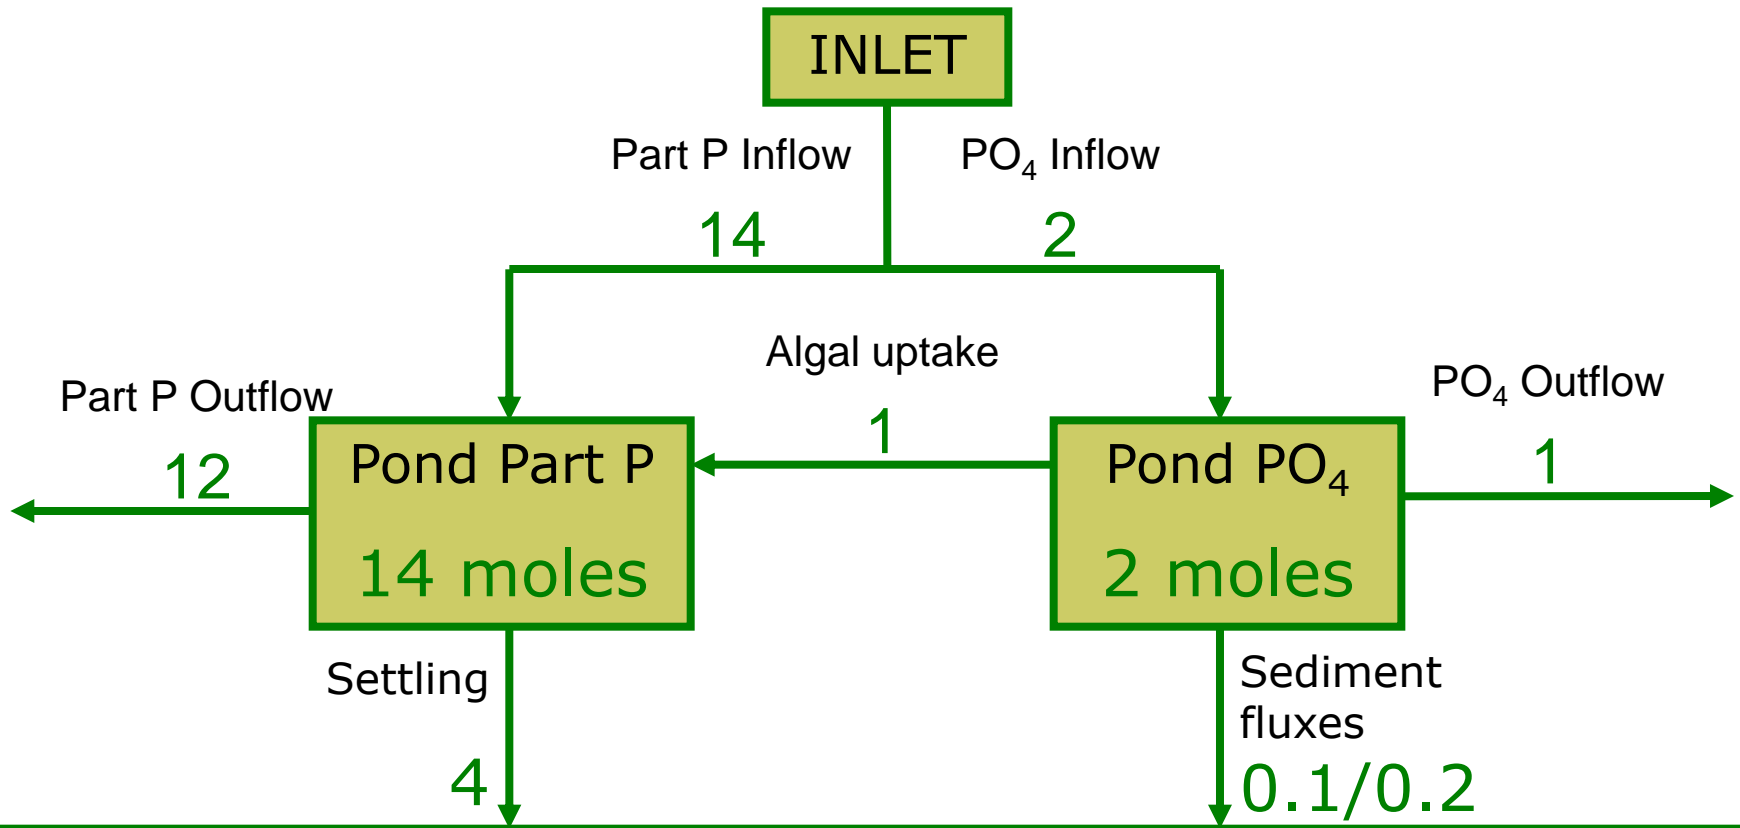 INLET
Part P Inflow
PO₄ Inflow
14
2
Algal uptake
Part P Outflow
PO₄ Outflow
12
1
1
Pond Part P
14 moles
Pond PO₄
2 moles
Settling
4
Sediment
fluxes
0.1/0.2